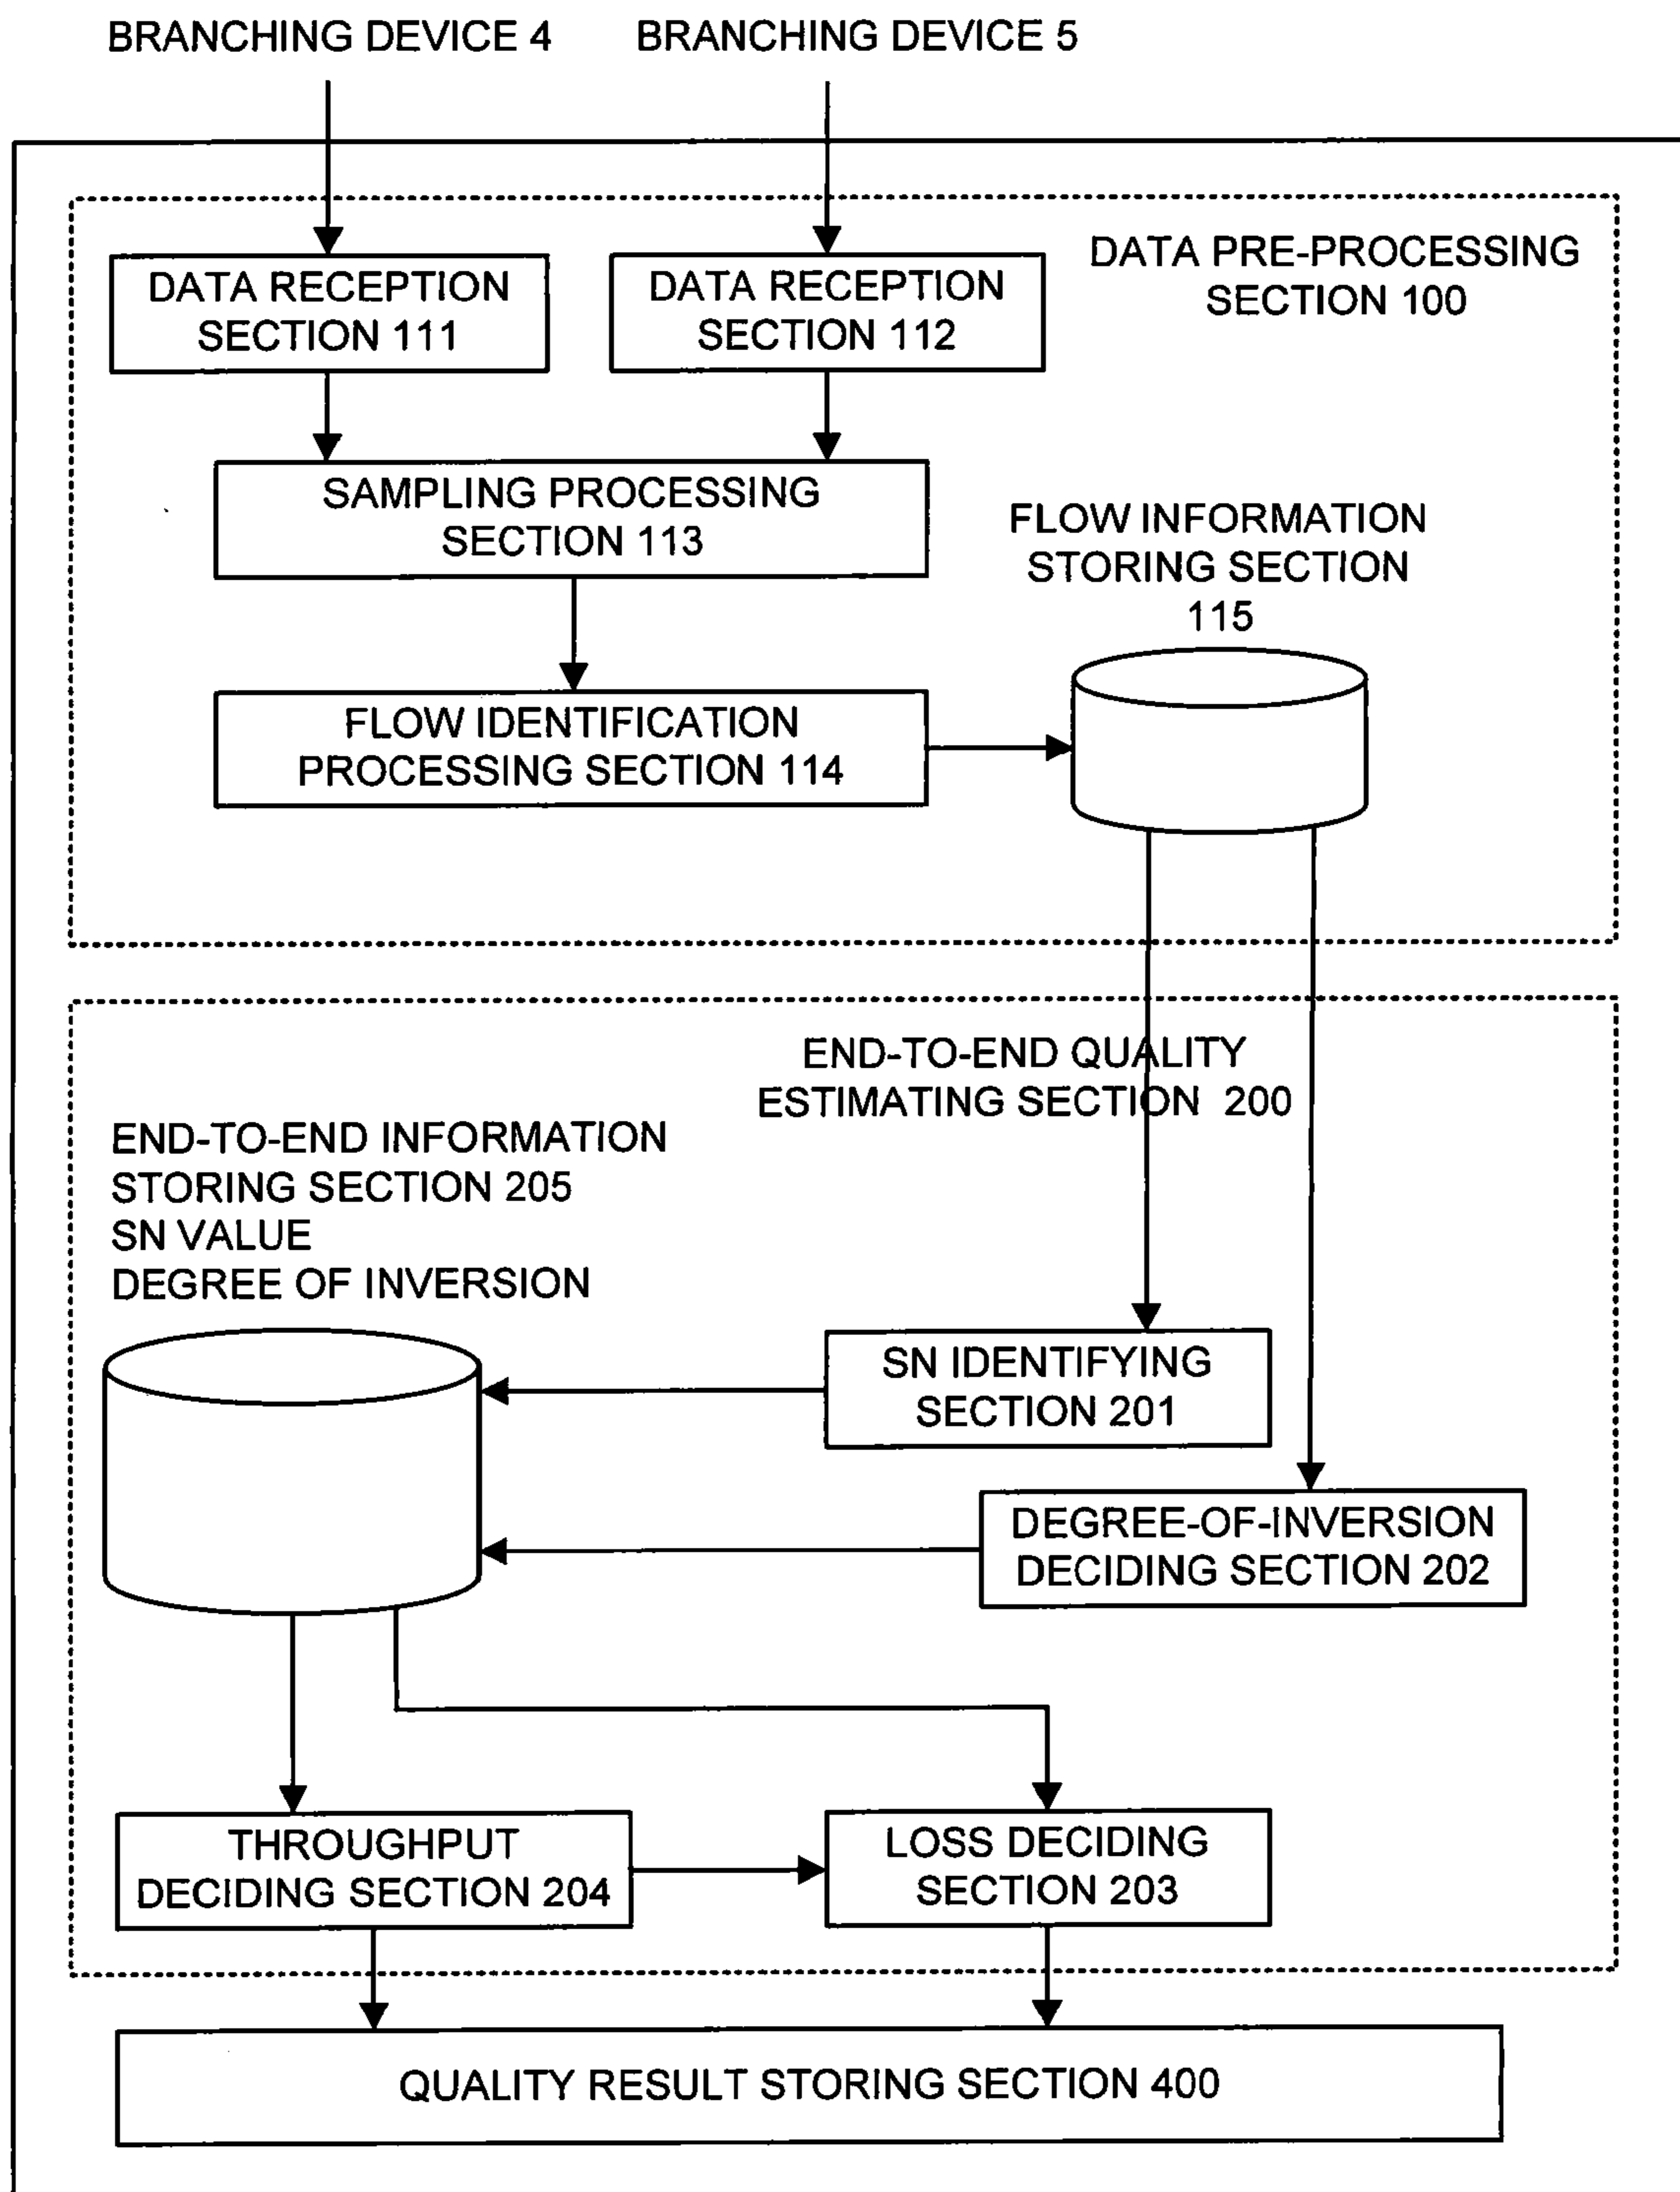 BRANCHING DEVICE 4
BRANCHING DEVICE 5
DATA RECEPTION
SECTION 111
DATA RECEPTION
SECTION 112
DATA PRE-PROCESSING
SECTION 100
SAMPLING PROCESSING
SECTION 113
FLOW INFORMATION
STORING SECTION
115
FLOW IDENTIFICATION
PROCESSING SECTION 114
END-TO-END QUALITY
ESTIMATING SECTION 200
END-TO-END INFORMATION
STORING SECTION 205
SN VALUE
DEGREE OF INVERSION
SN IDENTIFYING
SECTION 201
DEGREE-OF-INVERSION
DECIDING SECTION 202
THROUGHPUT
DECIDING SECTION 204
LOSS DECIDING
SECTION 203
QUALITY RESULT STORING SECTION 400